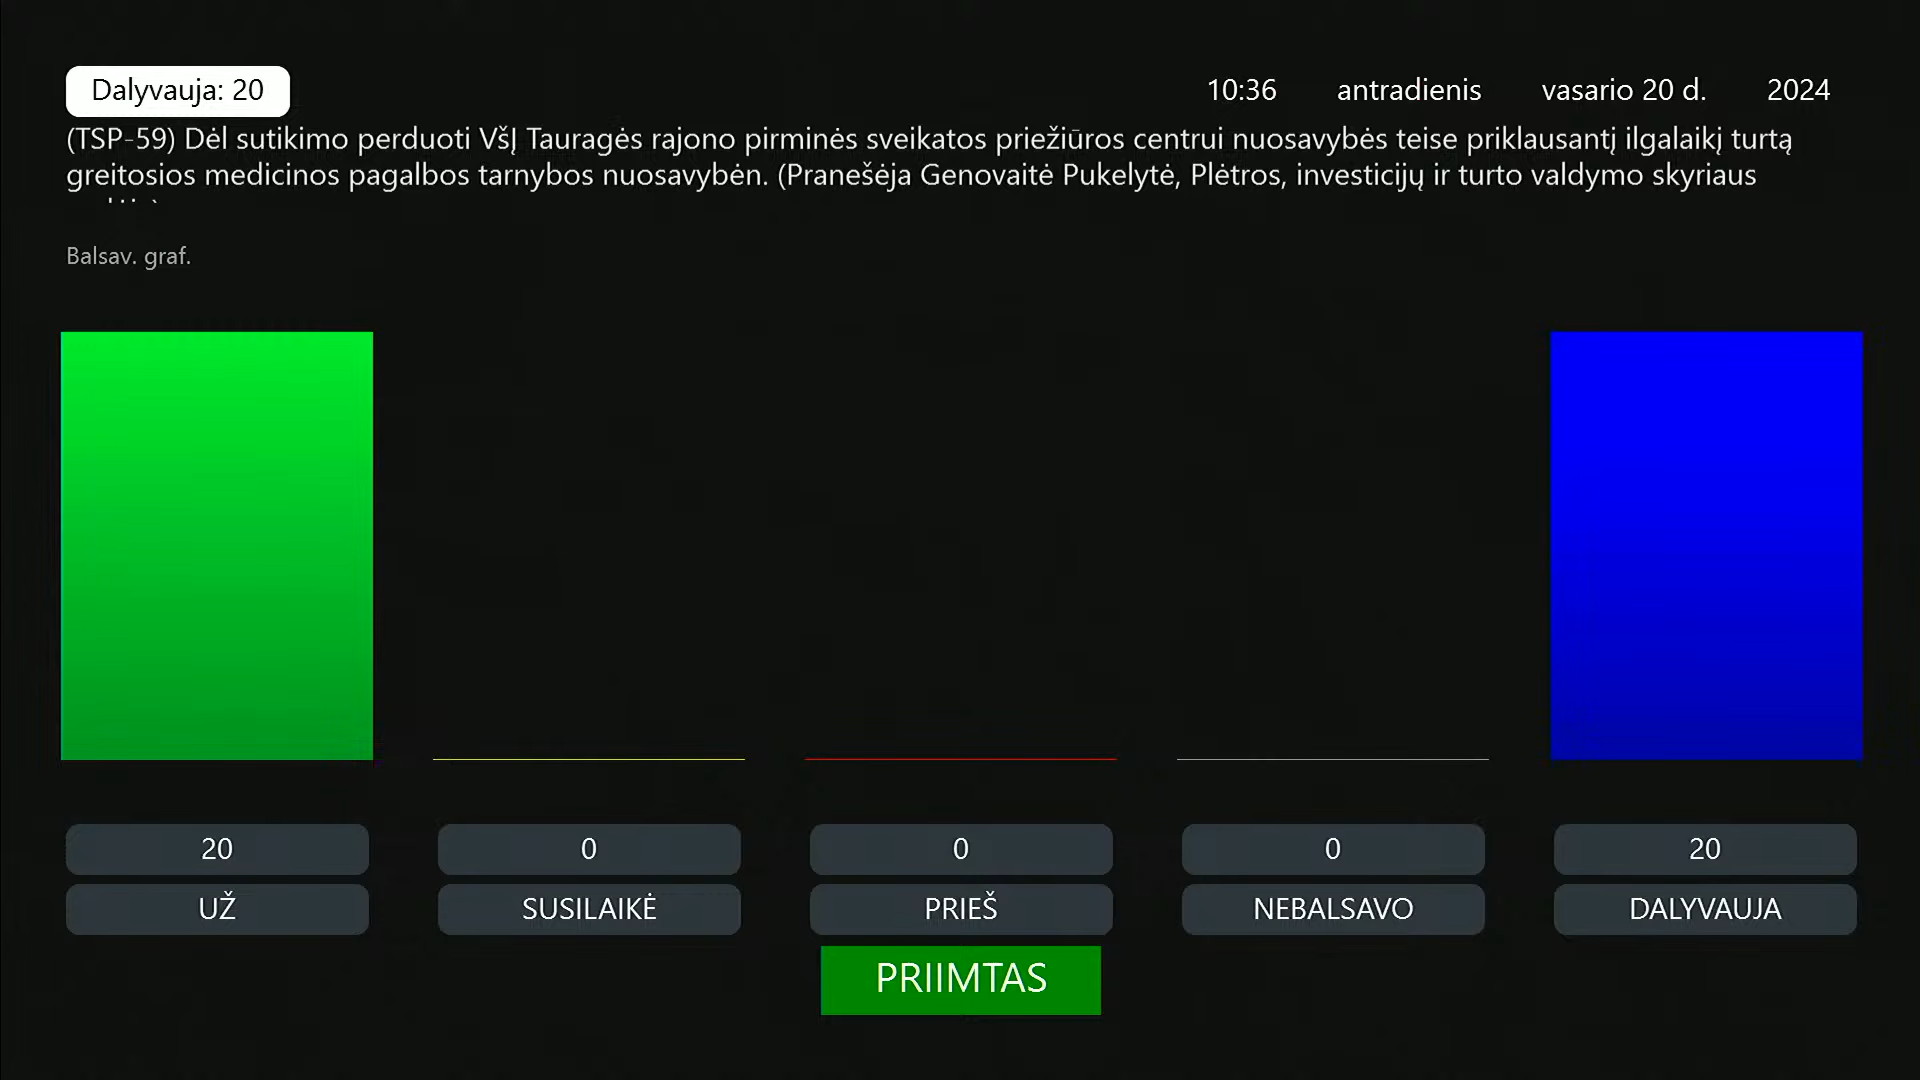 Dalyvauja: 20
10:36 antradienis vasario 20 d. 2024
(TSP-59) Dėl sutikimo perduoti VšĮ Tauragės rajono pirminės sveikatos priežiūros centrui nuosavybės teise priklausantį ilgalaikį turtą
greitosios medicinos pagalbos tarnybos nuosavybėn. (Pranešėja Genovaitė Pukelytė, Plėtros, investicijų ir turto valdymo skyriaus
Balsav. graf.
20 0 0 0 20
UŽ SUSILAIKĖ PRIEŠ NEBALSAVO DALYVAUJA
PRIIMTAS